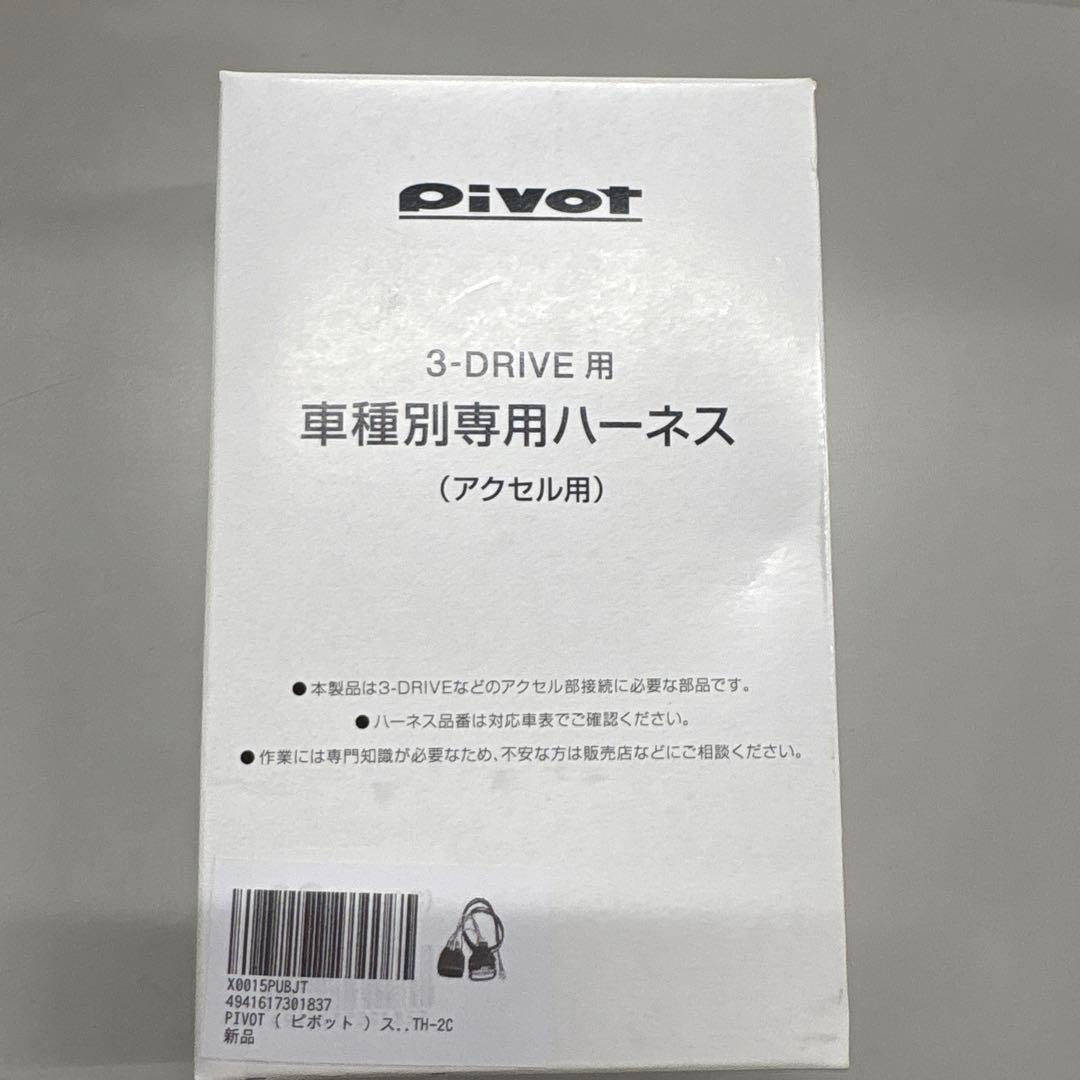 Pivot
3-DRIVE 用
車種別専用ハーネス
（アクセル用）
●本製品は3-DRIVEなどのアクセル部接続に必要な部品です。
●ハーネス品番は対応車表でご確認ください。
●作業には専門知識が必要なため、不安な方は販売店などにご相談ください。
X0015PUBJT
4941617301837
PIVOT ( ピボット ) ス..TH-2C
新品